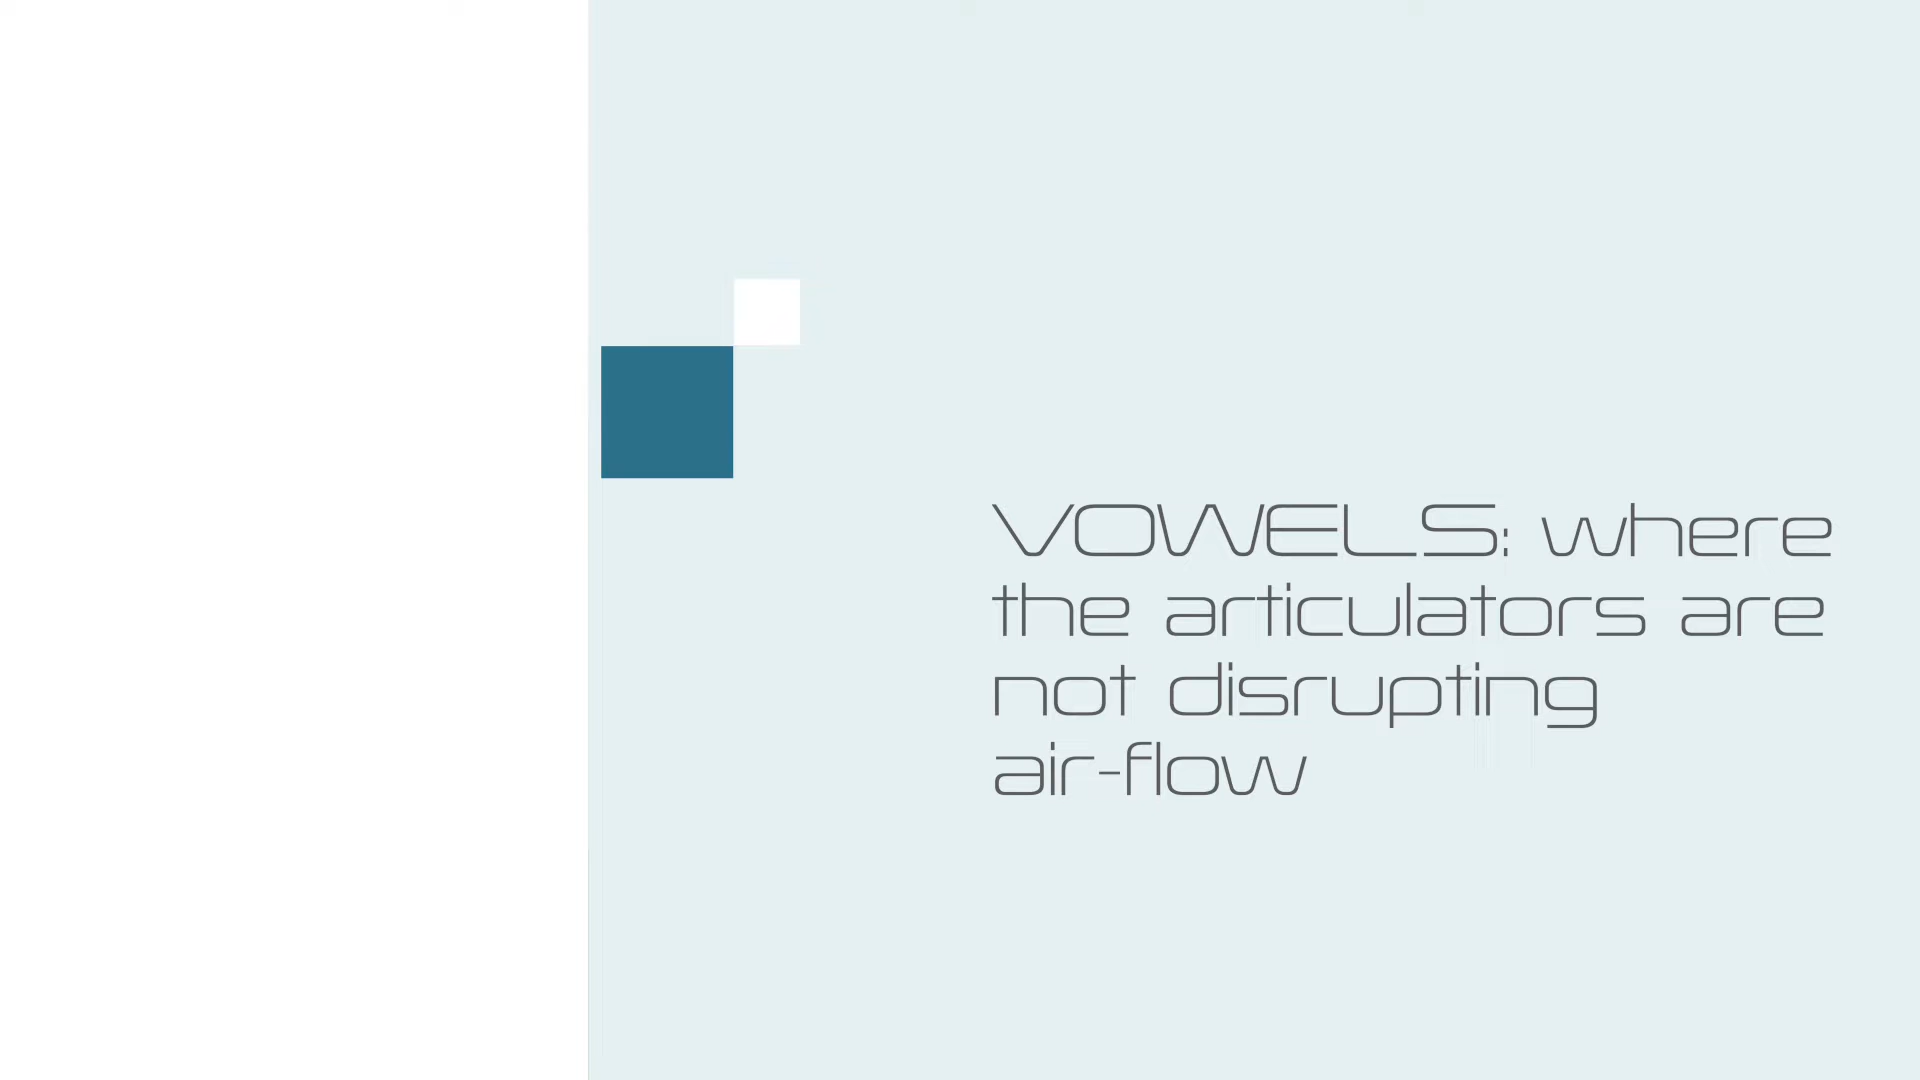 VOWELS: where
the articulators are
not disrupting
air-flow